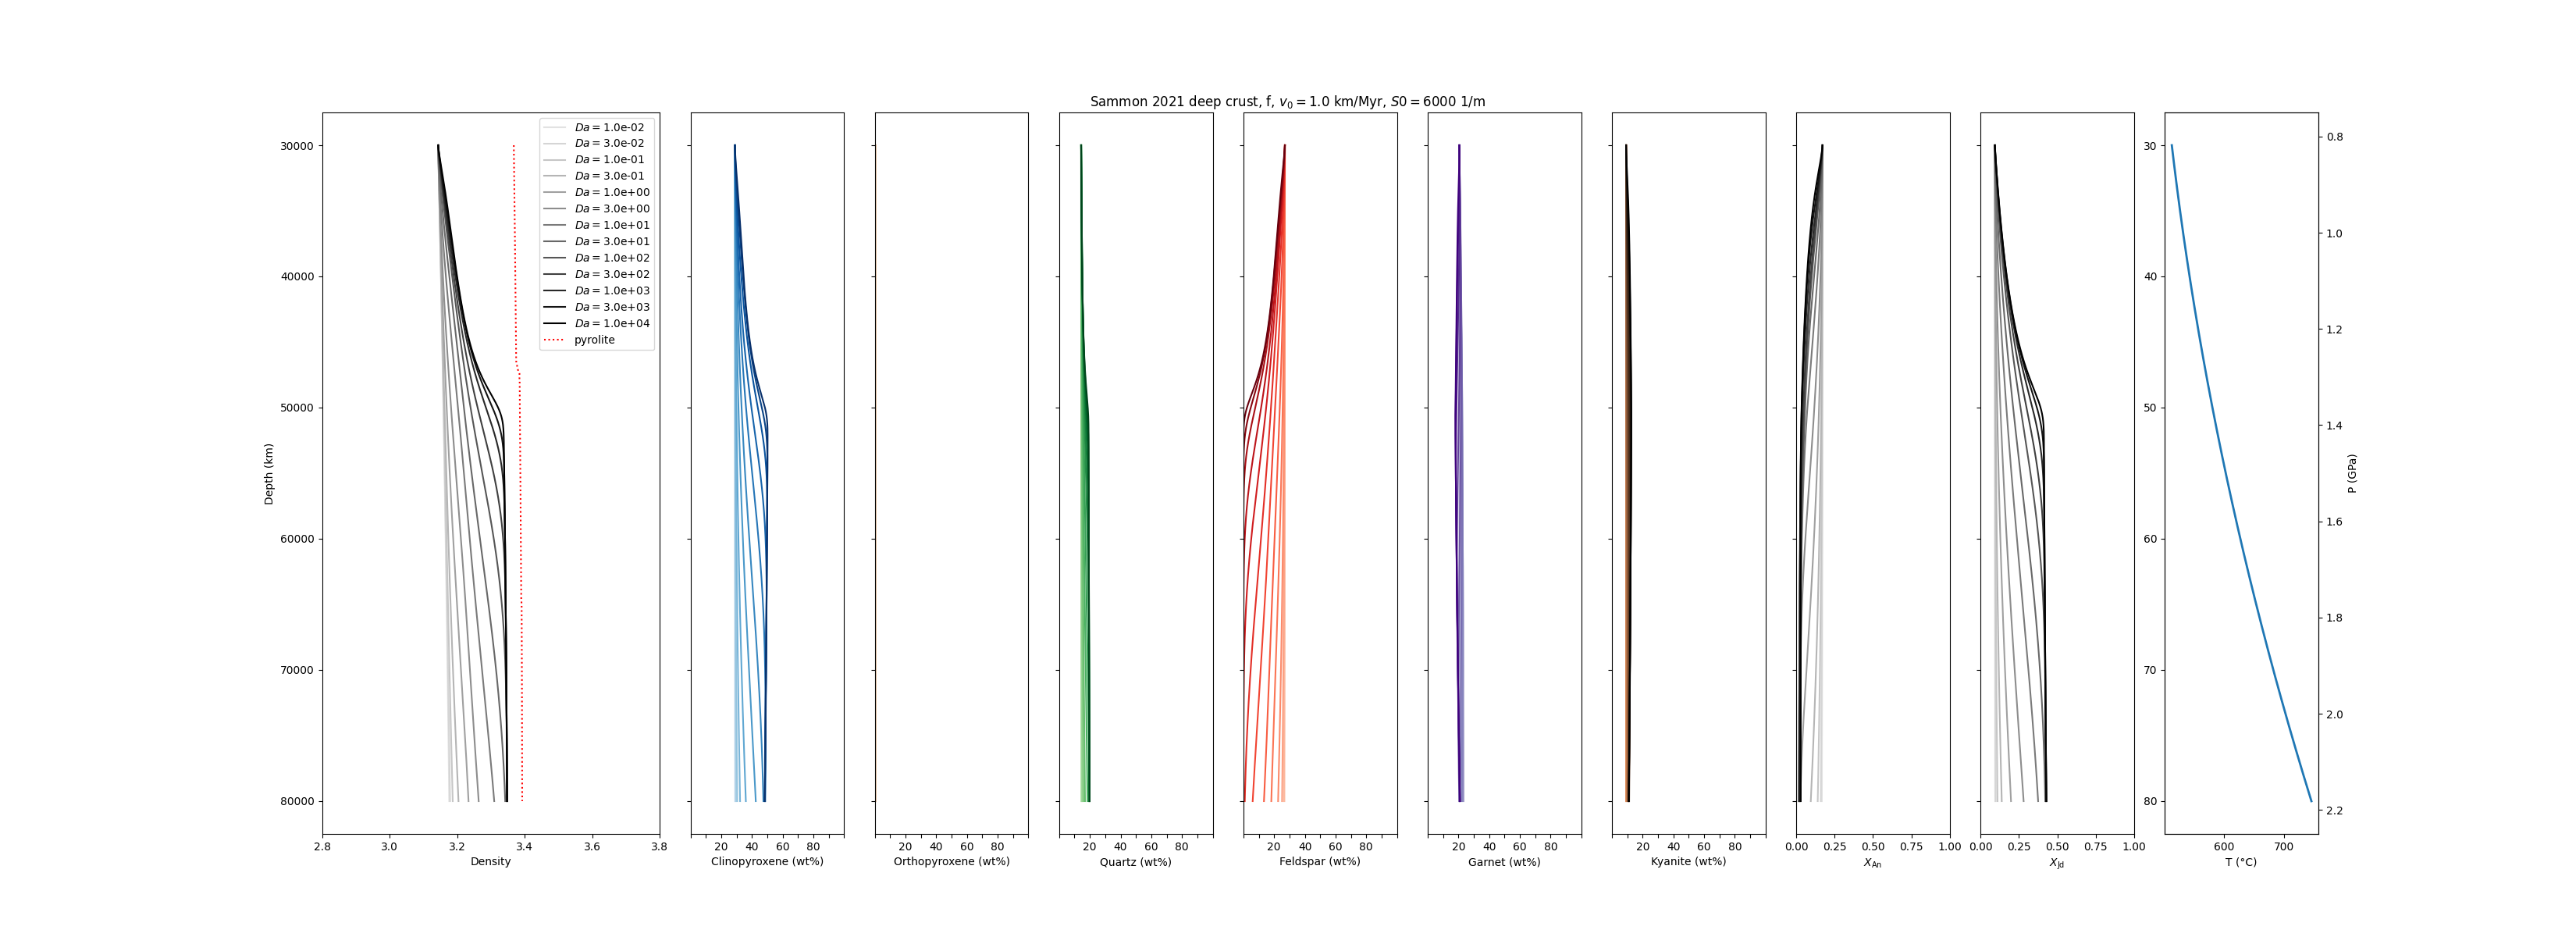 Sammon 2021 deep crust, f, v₀ = 1.0 km/Myr, S0 = 6000 1/m
Da = 1.0e-02
Da = 3.0e-02
Da = 1.0e-01
Da = 3.0e-01
Da = 1.0e+00
Da = 3.0e+00
Da = 1.0e+01
Da = 3.0e+01
Da = 1.0e+02
Da = 3.0e+02
Da = 1.0e+03
Da = 3.0e+03
Da = 1.0e+04
pyrolite
Depth (km)
30000
40000
50000
60000
70000
80000
2.8 3.0 3.2 3.4 3.6 3.8
Density
20 40 60 80
Clinopyroxene (wt%)
20 40 60 80
Orthopyroxene (wt%)
20 40 60 80
Quartz (wt%)
20 40 60 80
Feldspar (wt%)
20 40 60 80
Garnet (wt%)
20 40 60 80
Kyanite (wt%)
0.00 0.25 0.50 0.75 1.00
X_An
0.00 0.25 0.50 0.75 1.00
X_Jd
30
40
50
60
70
80
600 700
T (°C)
0.8
1.0
1.2
1.4
1.6
1.8
2.0
2.2
P (GPa)